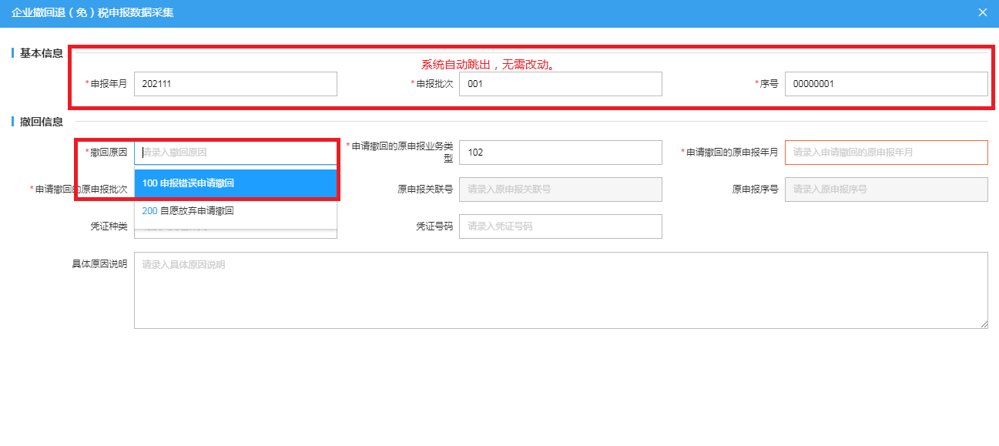 企业撤回退（免）税申报数据采集
基本信息
系统自动跳出，无需改动。
*申报年月 202111 *申报批次 001 *序号 00000001
撤回信息
*撤回原因 请录入撤回原因 *申请撤回的原申报业务类型 102 *申请撤回的原申报年月 请录入申请撤回的原申报年月
100 申报错误申请撤回
*申请撤回的原申报批次 原申报关联号 请录入原申报关联号 原申报序号 请录入原申报序号
200 自愿放弃申请撤回
凭证种类 凭证号码 请录入凭证号码
具体原因说明 请录入具体原因说明